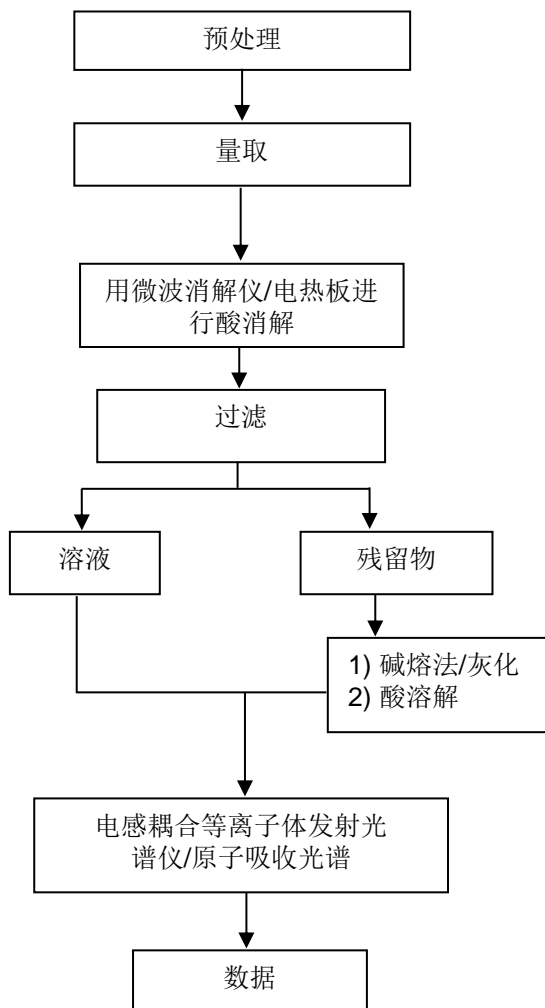 预处理
量取
用微波消解仪/电热板进
行酸消解
过滤
溶液
残留物
1) 碱熔法/灰化
2) 酸溶解
电感耦合等离子体发射光
谱仪/原子吸收光谱
数据